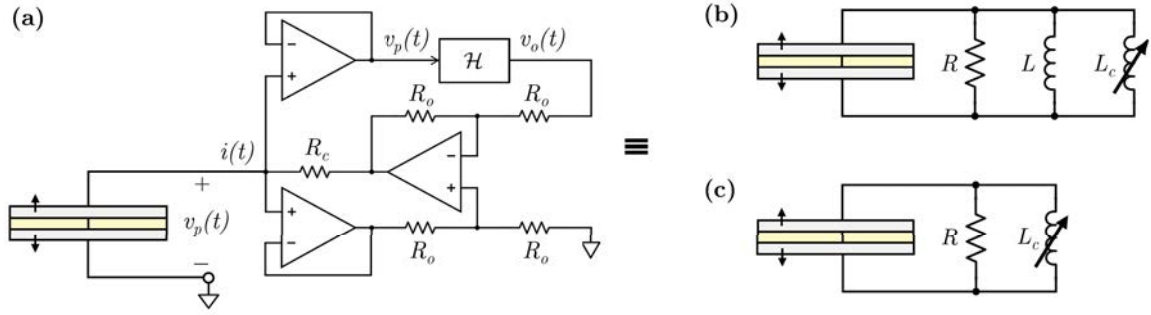 (a)
v_p(t)
H
v_o(t)
R_o
R_o
i(t)
R_c
−
+
−
+
+
−
+
v_p(t)
−
R_o
R_o
≡
(b)
R
L
L_c
(c)
R
L_c